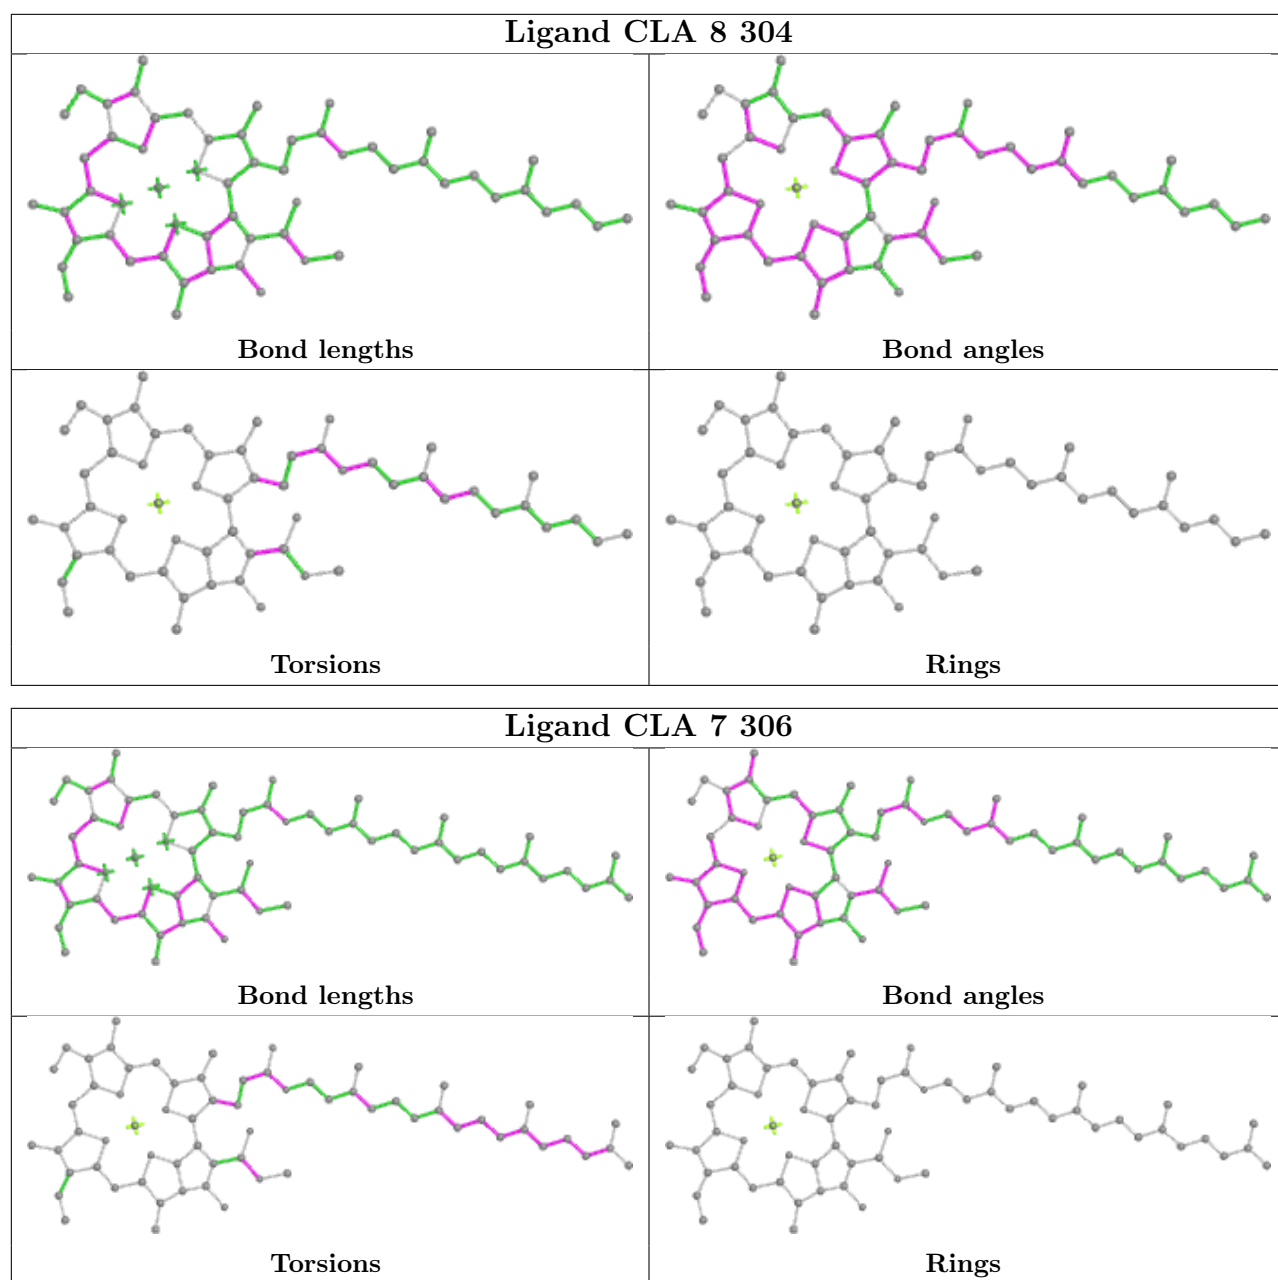 Ligand CLA 8 304
Bond lengths
Bond angles
Torsions
Rings
Ligand CLA 7 306
Bond lengths
Bond angles
Torsions
Rings